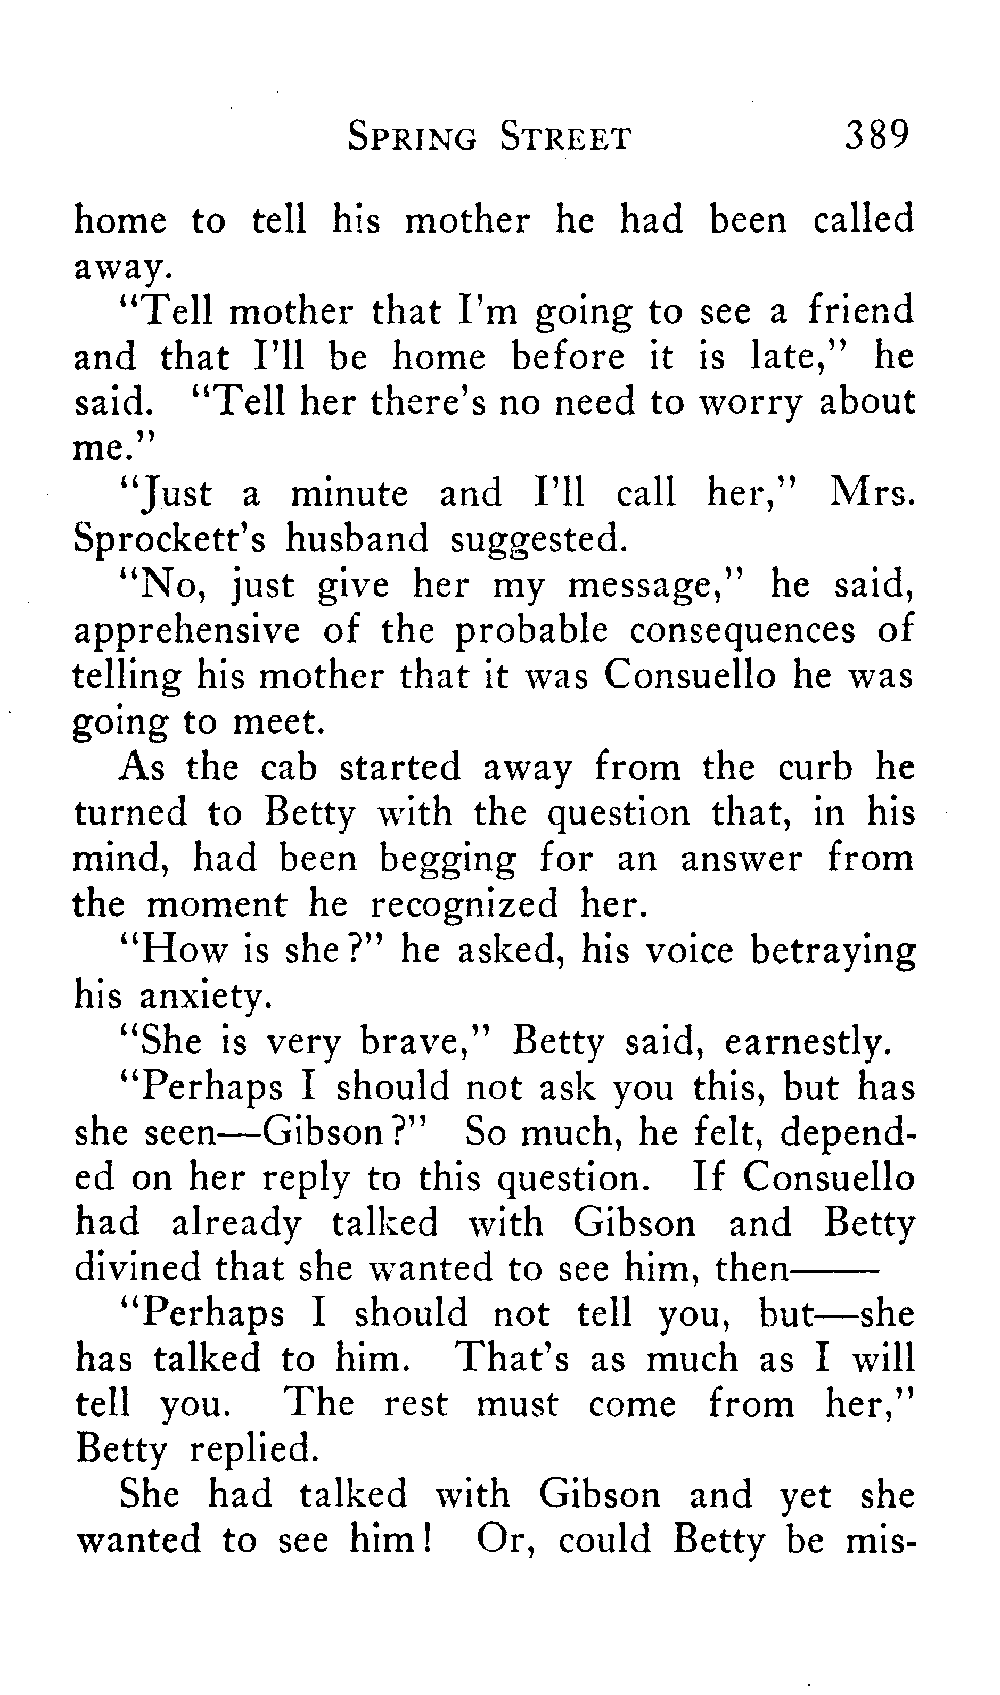 SPRING STREET 389
home to tell his mother he had been called
away.
"Tell mother that I'm going to see a friend
and that I'll be home before it is late," he
said. "Tell her there's no need to worry about
me."
"Just a minute and I'll call her," Mrs.
Sprockett's husband suggested.
"No, just give her my message," he said,
apprehensive of the probable consequences of
telling his mother that it was Consuello he was
going to meet.
As the cab started away from the curb he
turned to Betty with the question that, in his
mind, had been begging for an answer from
the moment he recognized her.
"How is she?" he asked, his voice betraying
his anxiety.
"She is very brave," Betty said, earnestly.
"Perhaps I should not ask you this, but has
she seen—Gibson?" So much, he felt, depend-
ed on her reply to this question. If Consuello
had already talked with Gibson and Betty
divined that she wanted to see him, then——
"Perhaps I should not tell you, but—she
has talked to him. That's as much as I will
tell you. The rest must come from her,"
Betty replied.
She had talked with Gibson and yet she
wanted to see him! Or, could Betty be mis-